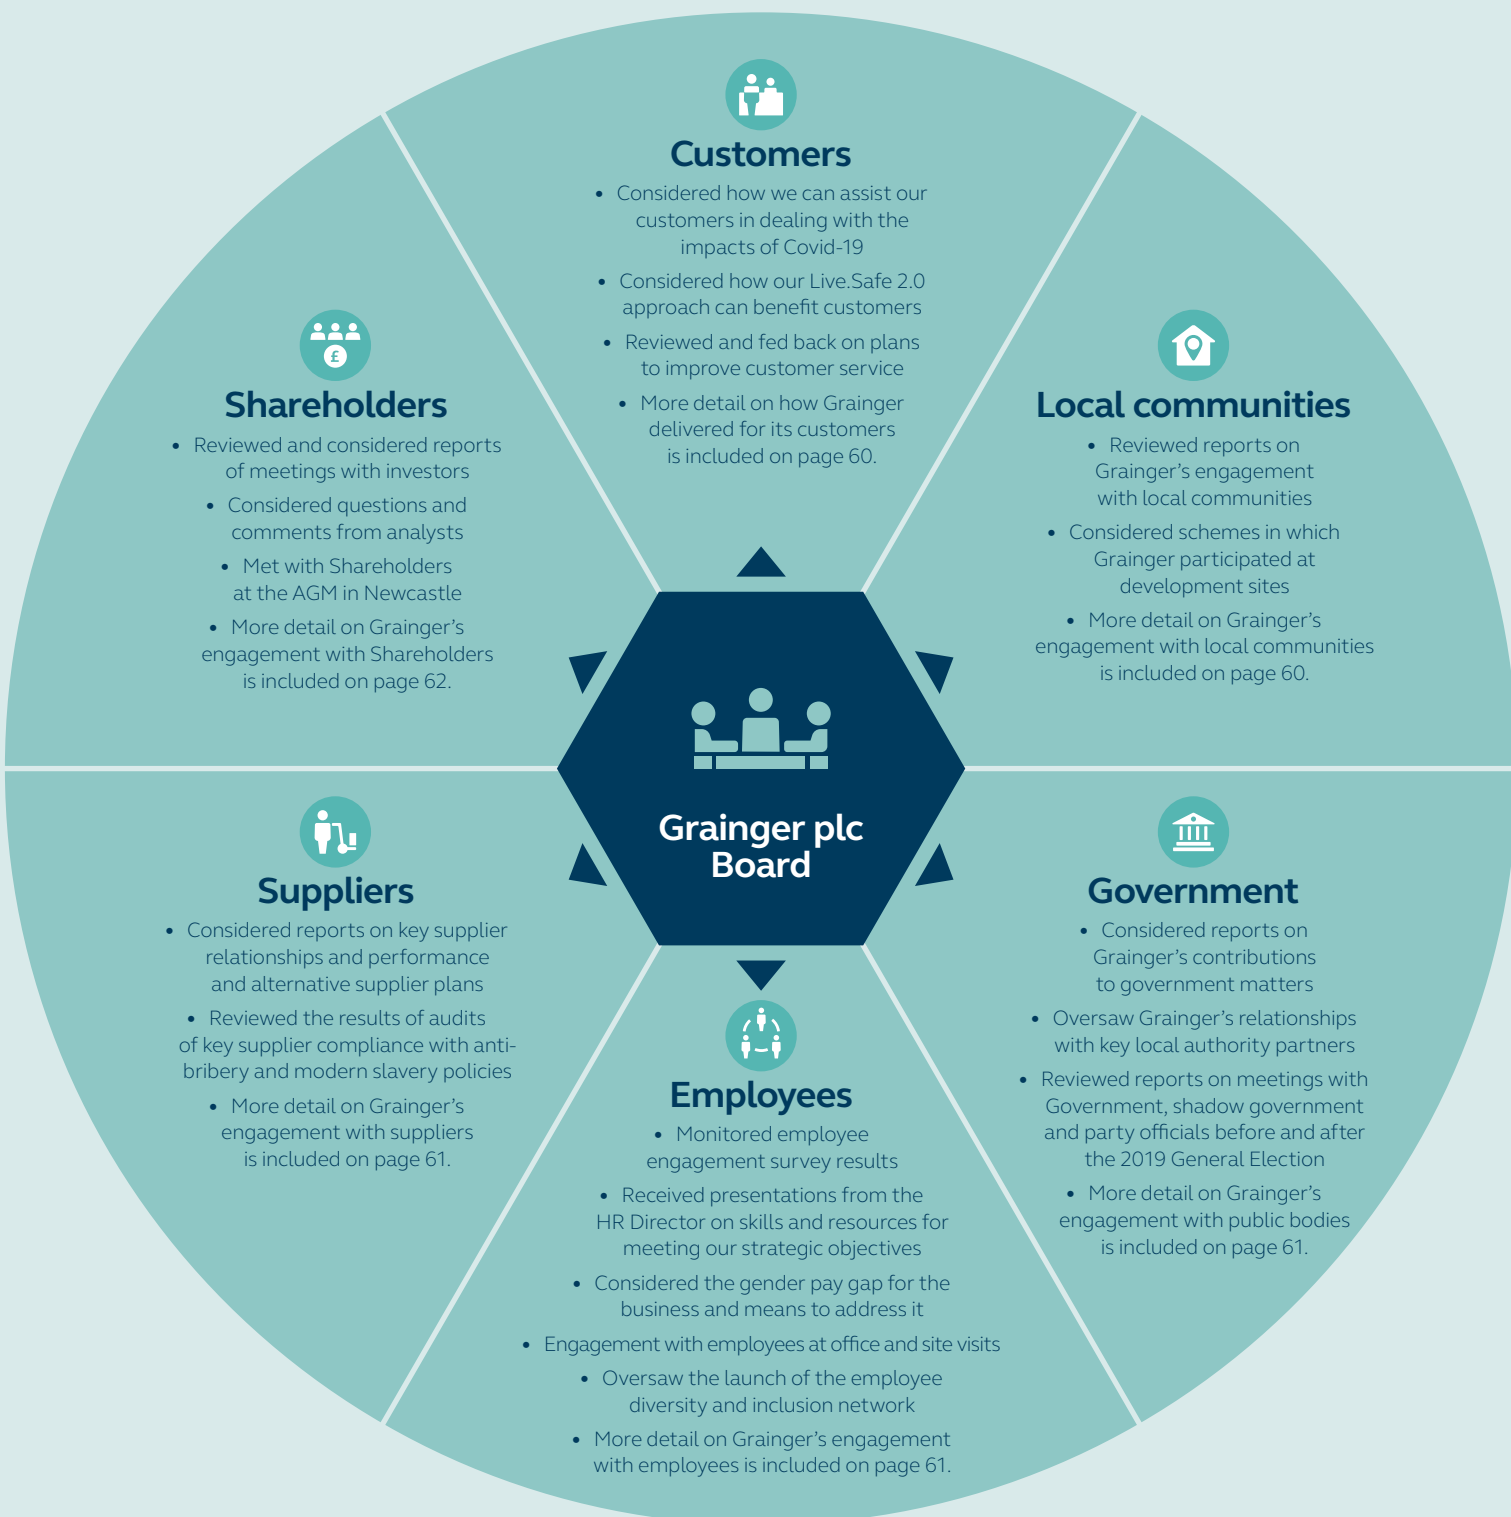 Customers
• Considered how we can assist our
customers in dealing with the
impacts of Covid-19
• Considered how our Live.Safe 2.0
approach can benefit customers
• Reviewed and fed back on plans
to improve customer service
• More detail on how Grainger
delivered for its customers
is included on page 60.
Shareholders
• Reviewed and considered reports
of meetings with investors
• Considered questions and
comments from analysts
• Met with Shareholders
at the AGM in Newcastle
• More detail on Grainger's
engagement with Shareholders
is included on page 62.
£
Local communities
• Reviewed reports on
Grainger's engagement
with local communities
• Considered schemes in which
Grainger participated at
development sites
• More detail on Grainger's
engagement with local communities
is included on page 60.
Grainger plc
Board
Suppliers
• Considered reports on key supplier
relationships and performance
and alternative supplier plans
• Reviewed the results of audits
of key supplier compliance with anti-
bribery and modern slavery policies
• More detail on Grainger's
engagement with suppliers
is included on page 61.
Government
• Considered reports on
Grainger's contributions
to government matters
• Oversaw Grainger's relationships
with key local authority partners
• Reviewed reports on meetings with
Government, shadow government
and party officials before and after
the 2019 General Election
• More detail on Grainger's
engagement with public bodies
is included on page 61.
Employees
• Monitored employee
engagement survey results
• Received presentations from the
HR Director on skills and resources for
meeting our strategic objectives
• Considered the gender pay gap for the
business and means to address it
• Engagement with employees at office and site visits
• Oversaw the launch of the employee
diversity and inclusion network
• More detail on Grainger's engagement
with employees is included on page 61.